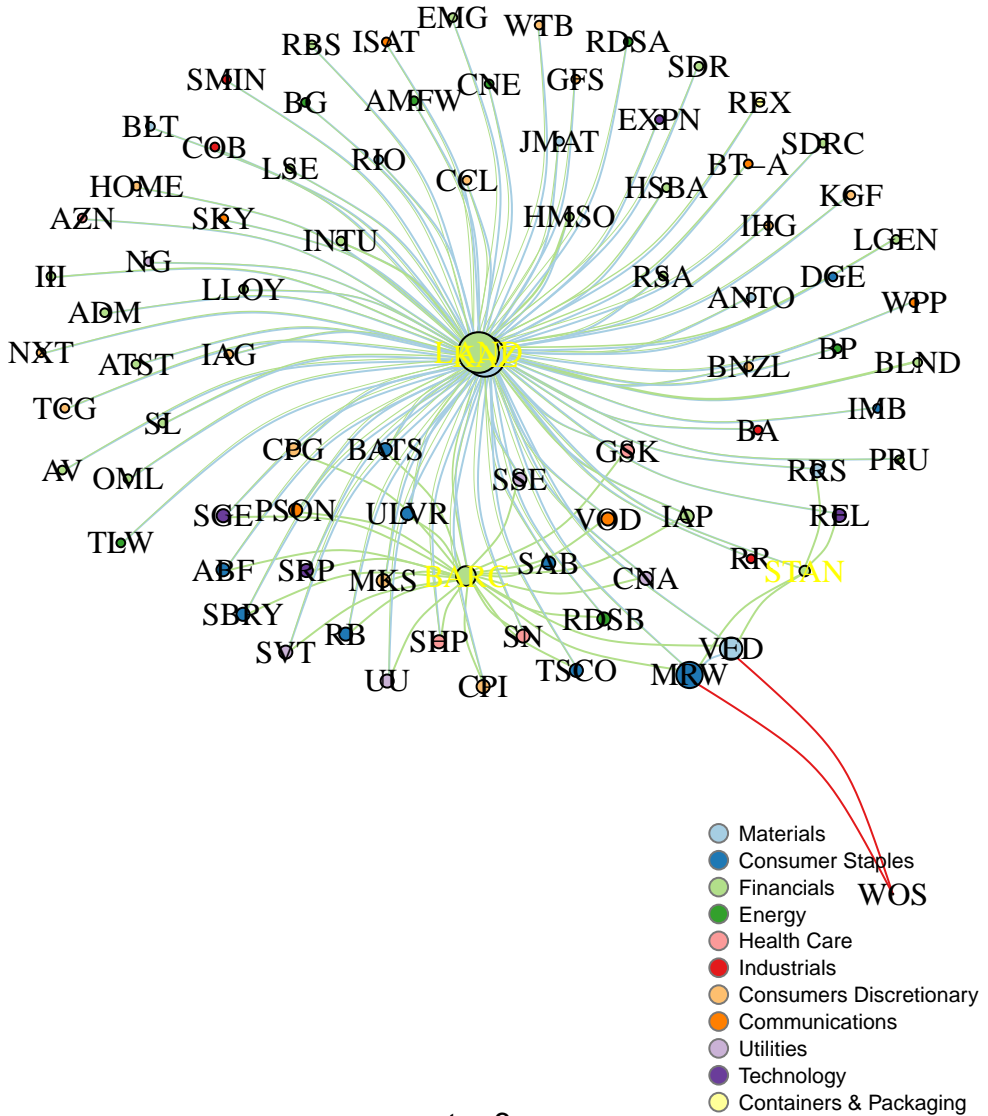 EMG
WTB
RBS
ISAT
RDSA
SDR
SMIN
CNE
GFS
BG
AMFW
REX
EXPN
BLT
JMAT
SDRC
COB
RIO
LSE
BT-A
CCL
HSBA
HOME
KGF
AZN
SKY
HMSO
IHG
INTU
LGEN
NG
III
RSA
DGE
LLOY
ANTO
WPP
ADM
NXT
IAG
LAND
BP
ATST
BNZL
BLND
TCG
IMB
SL
BA
CPG
BATS
GSK
PRU
AV
OML
SSE
RRS
SGE
PSON
ULVR
VOD
IAP
REL
TLW
ABF
SRP
MKS
BARC
SAB
CNA
RR
STAN
SBRY
RB
SHP
SN
RDSB
SVT
VED
UU
CPI
TSCO
MRW
Materials
Consumer Staples
Financials
WOS
Energy
Health Care
Industrials
Consumers Discretionary
Communications
Utilities
Technology
Containers & Packaging